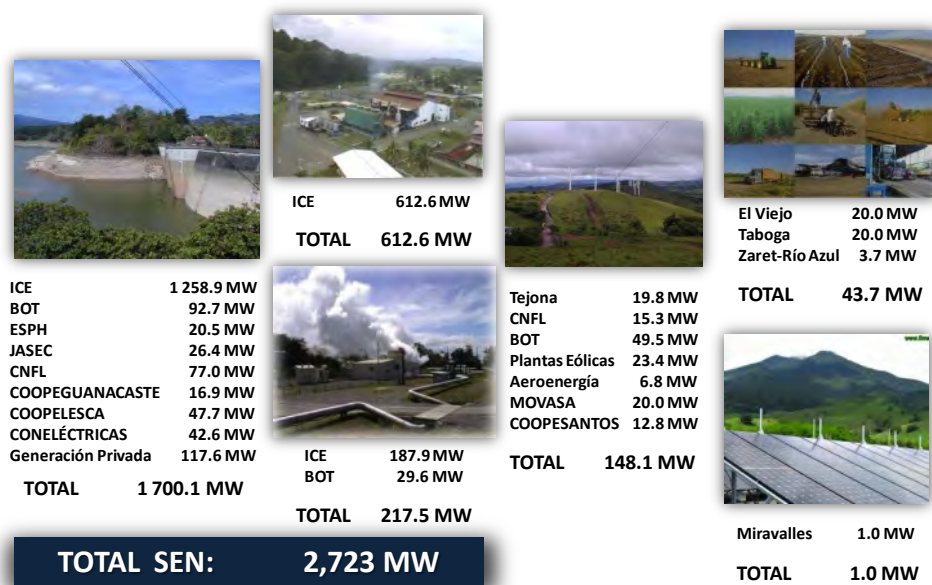 ICE 1 258.9 MW
BOT 92.7 MW
ESPH 20.5 MW
JASEC 26.4 MW
CNFL 77.0 MW
COOPEGUANACASTE 16.9 MW
COOPELESCA 47.7 MW
CONELÉCTRICAS 42.6 MW
Generación Privada 117.6 MW
TOTAL 1 700.1 MW
ICE 612.6 MW
TOTAL 612.6 MW
ICE 187.9 MW
BOT 29.6 MW
TOTAL 217.5 MW
Tejona 19.8 MW
CNFL 15.3 MW
BOT 49.5 MW
Plantas Eólicas 23.4 MW
Aeroenergía 6.8 MW
MOVASA 20.0 MW
COOPESANTOS 12.8 MW
TOTAL 148.1 MW
El Viejo 20.0 MW
Taboga 20.0 MW
Zaret-Río Azul 3.7 MW
TOTAL 43.7 MW
Miravalles 1.0 MW
TOTAL 1.0 MW
TOTAL SEN: 2,723 MW